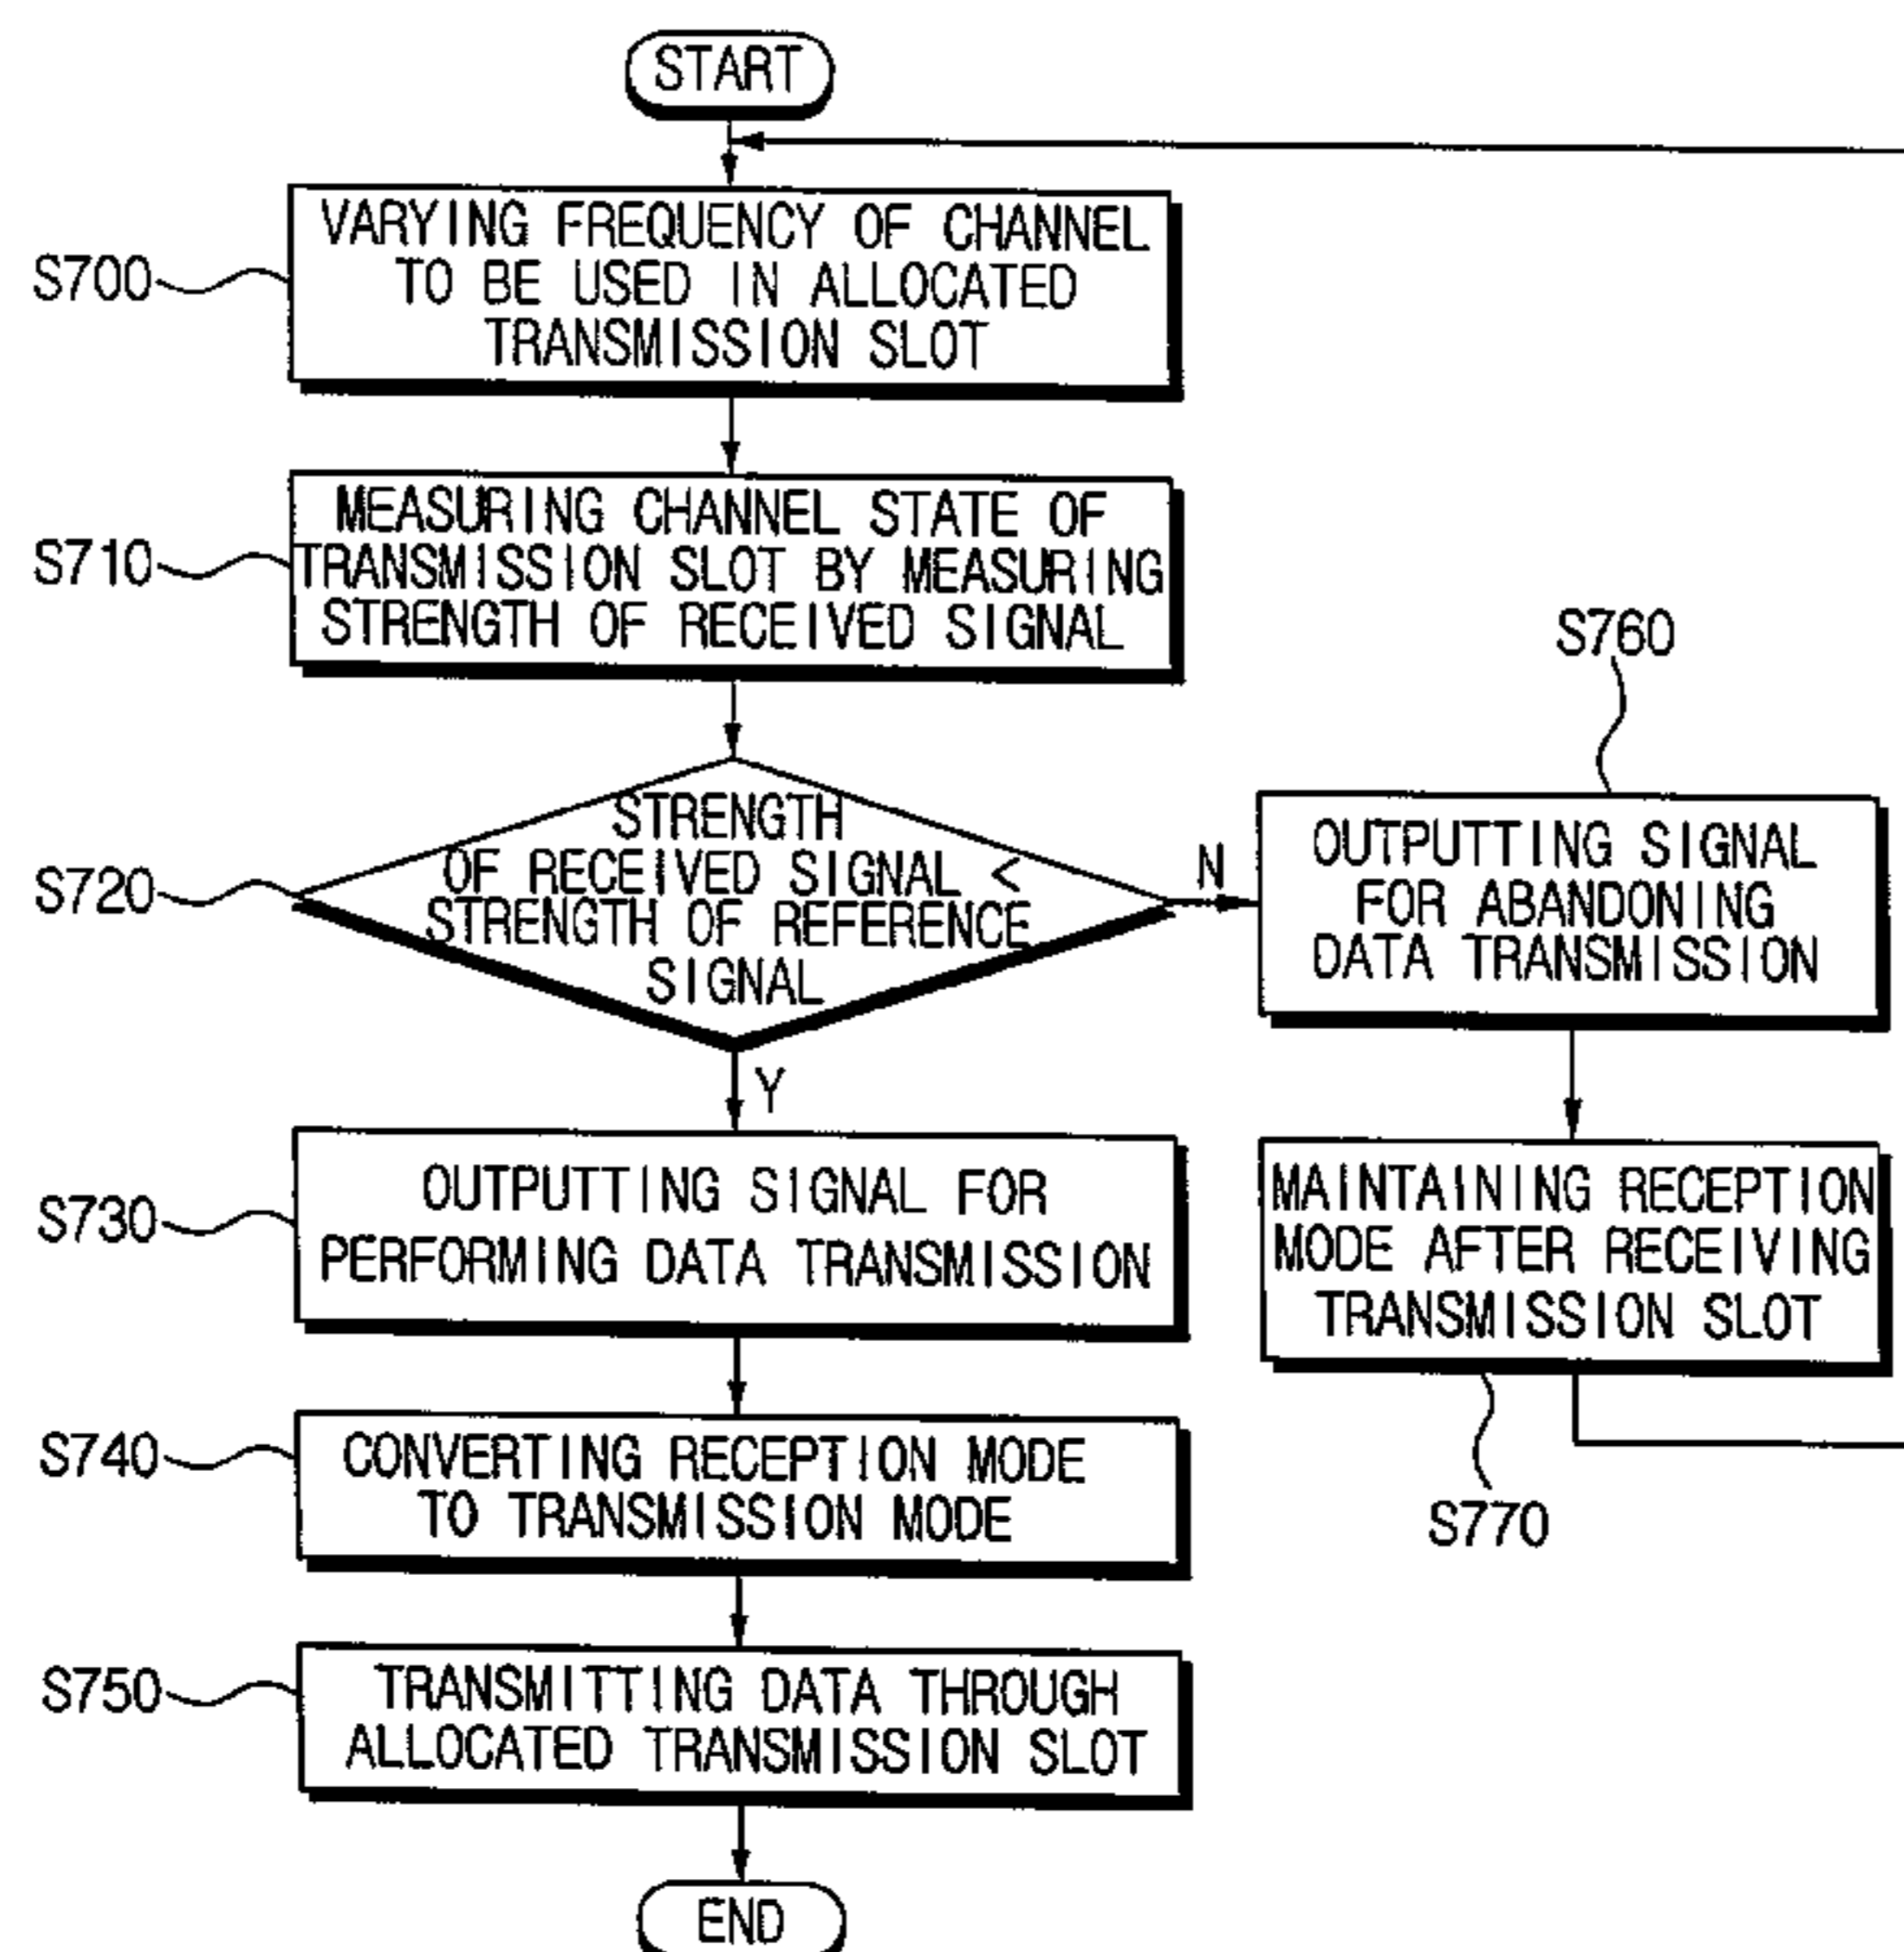 START
S700
VARYING FREQUENCY OF CHANNEL
TO BE USED IN ALLOCATED
TRANSMISSION SLOT
S710
MEASURING CHANNEL STATE OF
TRANSMISSION SLOT BY MEASURING
STRENGTH OF RECEIVED SIGNAL
S720
STRENGTH
OF RECEIVED SIGNAL <
STRENGTH OF REFERENCE
SIGNAL
N
Y
S760
OUTPUTTING SIGNAL
FOR ABANDONING
DATA TRANSMISSION
S730
OUTPUTTING SIGNAL FOR
PERFORMING DATA TRANSMISSION
MAINTAINING RECEPTION
MODE AFTER RECEIVING
TRANSMISSION SLOT
S770
S740
CONVERTING RECEPTION MODE
TO TRANSMISSION MODE
S750
TRANSMITTING DATA THROUGH
ALLOCATED TRANSMISSION SLOT
END